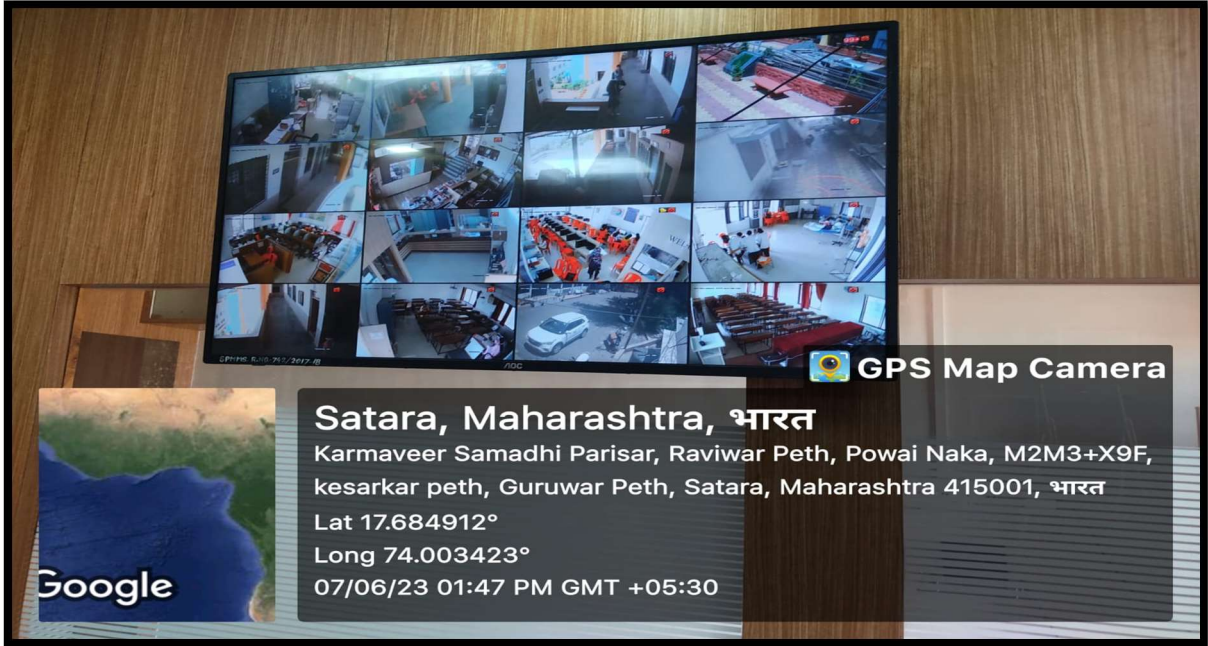 GPS Map Camera
Satara, Maharashtra, भारत
Karmaveer Samadhi Parisar, Raviwar Peth, Powai Naka, M2M3+X9F,
kesarkar peth, Guruwar Peth, Satara, Maharashtra 415001, भारत
Lat 17.684912°
Long 74.003423°
07/06/23 01:47 PM GMT +05:30
Google
AOC